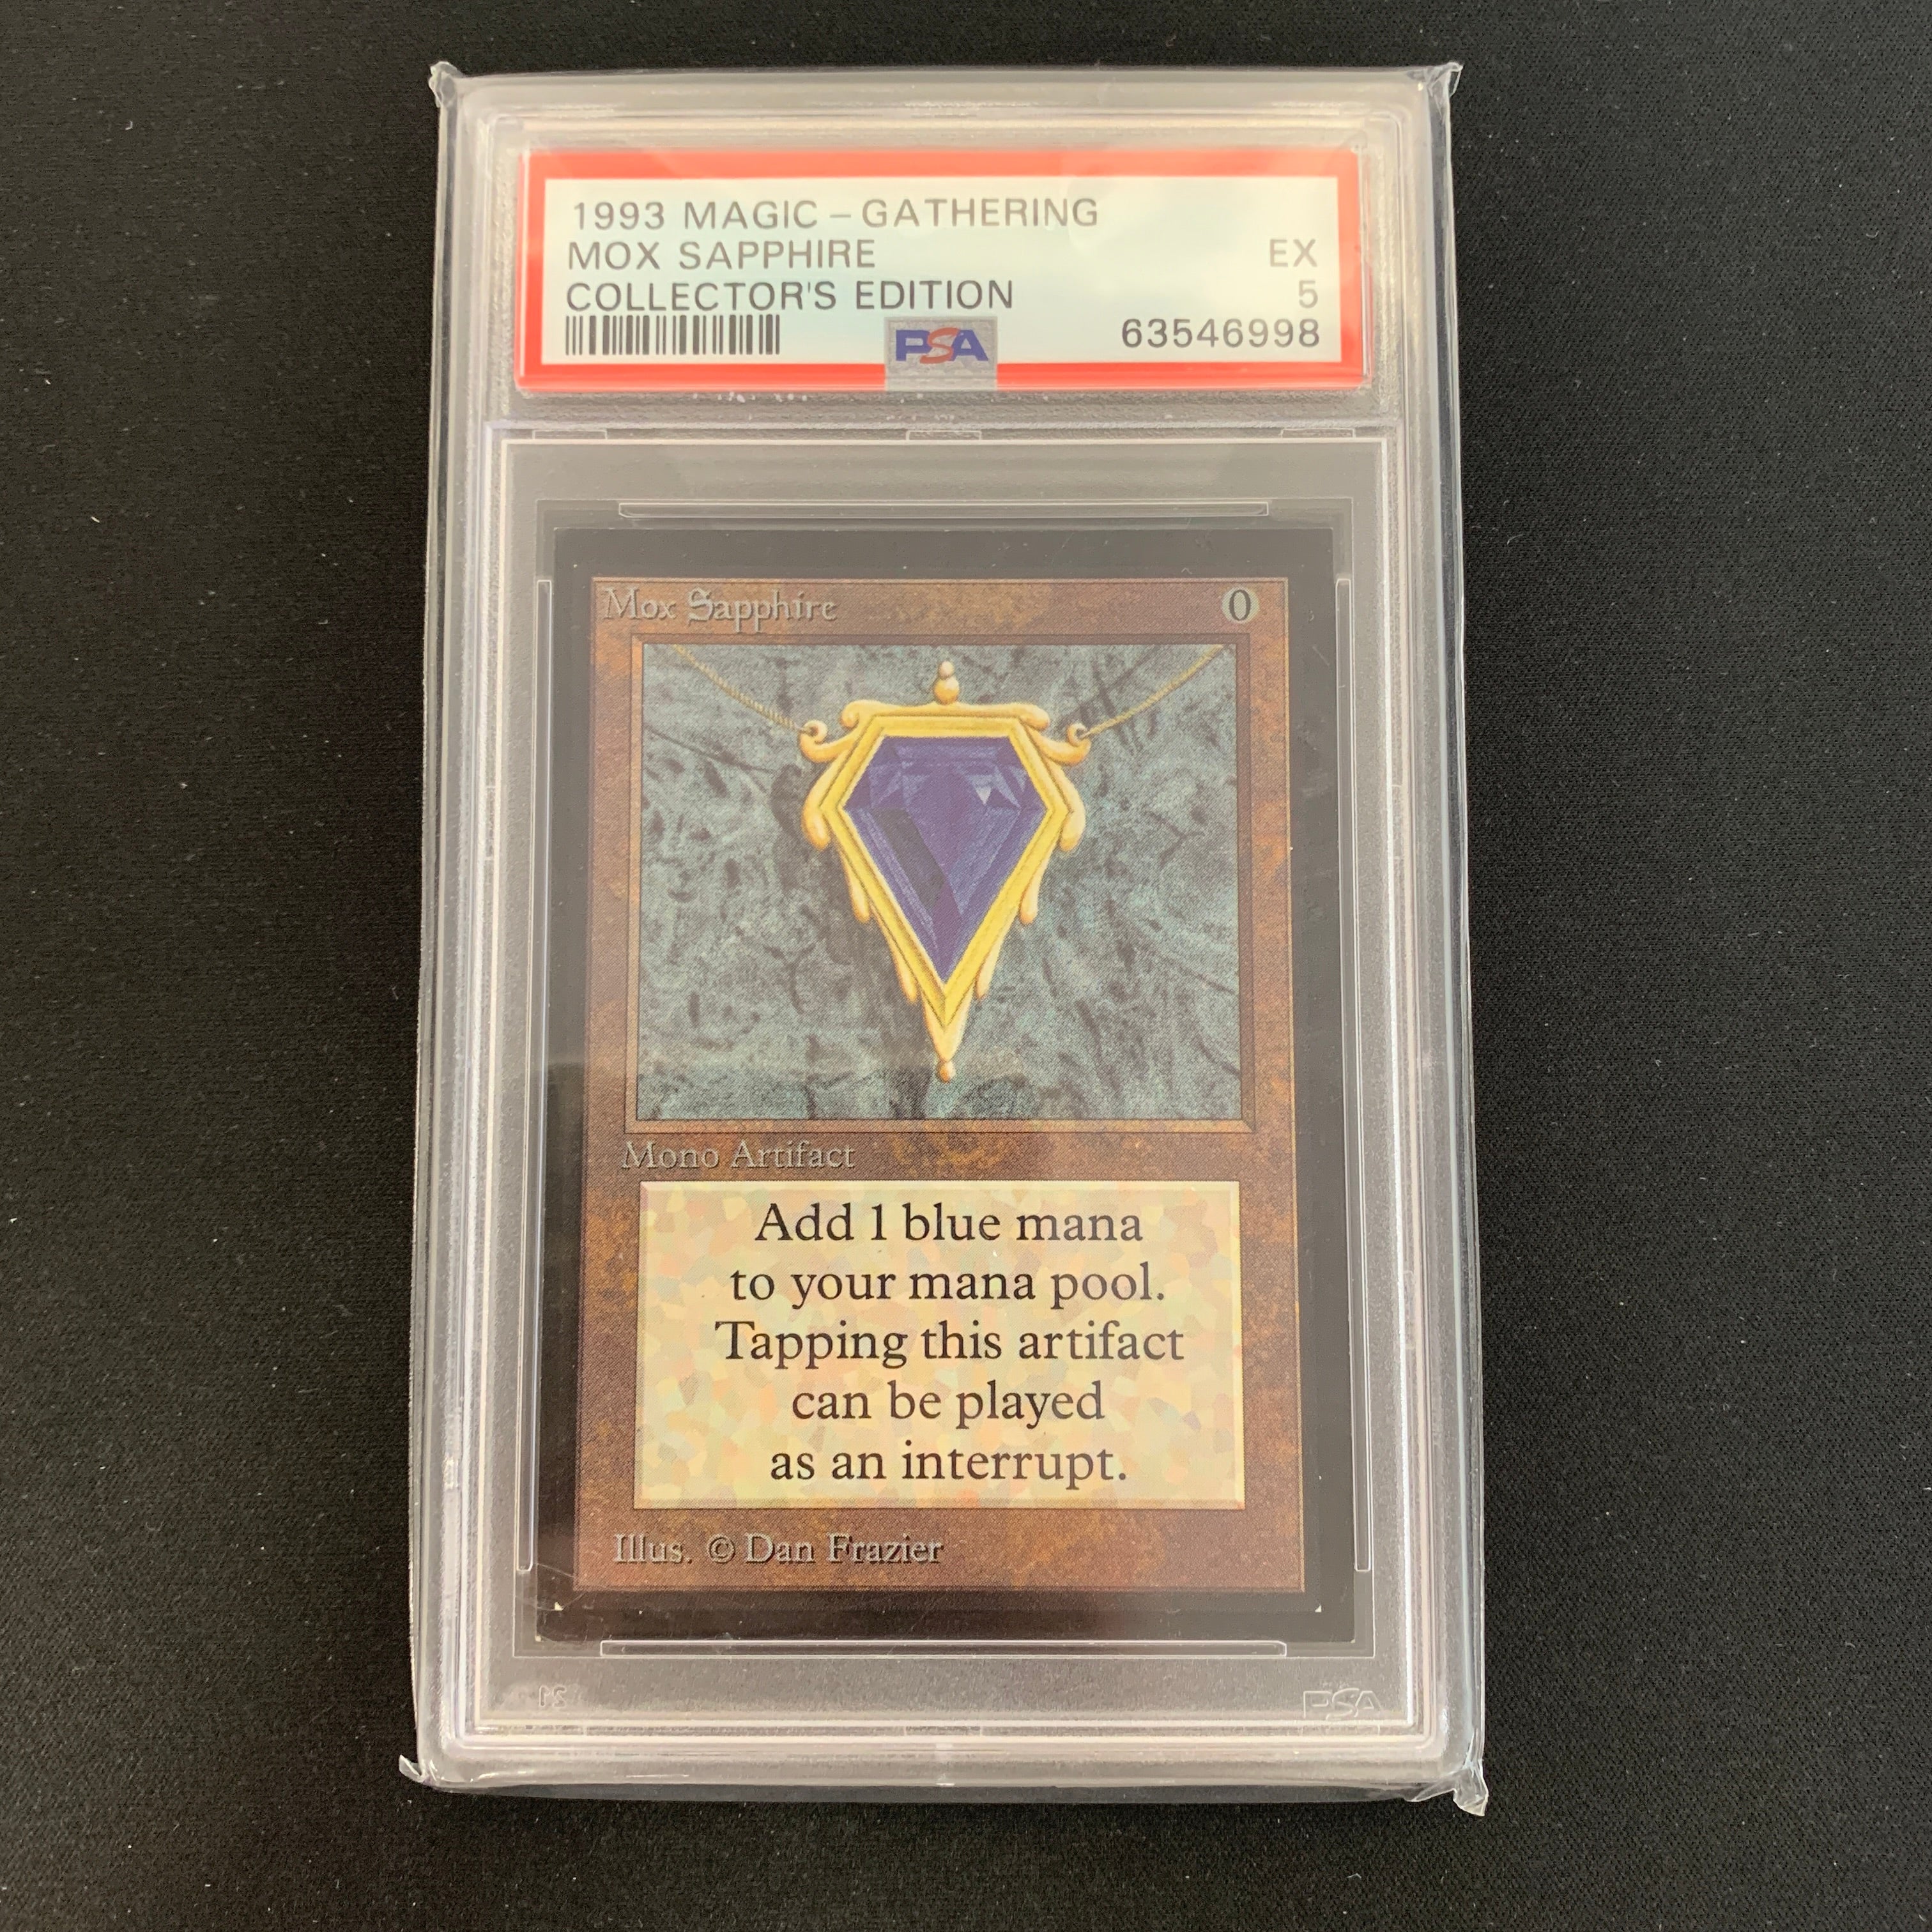 1993 MAGIC – GATHERING
MOX SAPPHIRE EX
COLLECTOR'S EDITION 5
PSA 63546998
Mox Sapphire 0
Mono Artifact
Add 1 blue mana
to your mana pool.
Tapping this artifact
can be played
as an interrupt.
Illus. © Dan Frazier
PSA